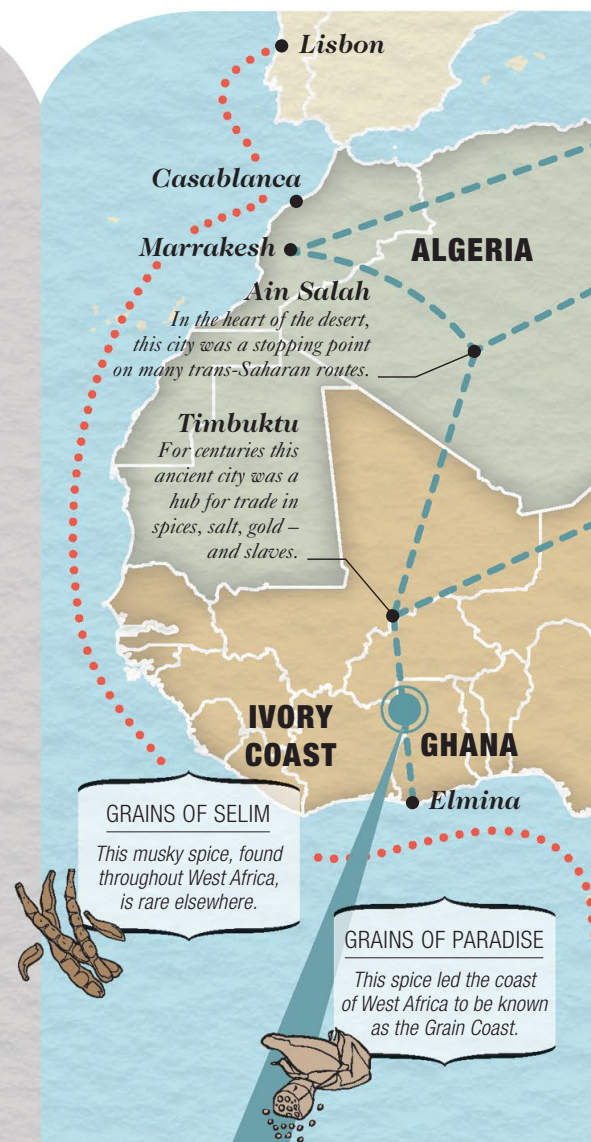 Lisbon
Casablanca
Marrakesh
ALGERIA
Ain Salah
In the heart of the desert,
this city was a stopping point
on many trans-Saharan routes.
Timbuktu
For centuries this
ancient city was a
hub for trade in
spices, salt, gold –
and slaves.
IVORY
COAST
GHANA
Elmina
GRAINS OF SELIM
This musky spice, found
throughout West Africa,
is rare elsewhere.
GRAINS OF PARADISE
This spice led the coast
of West Africa to be known
as the Grain Coast.